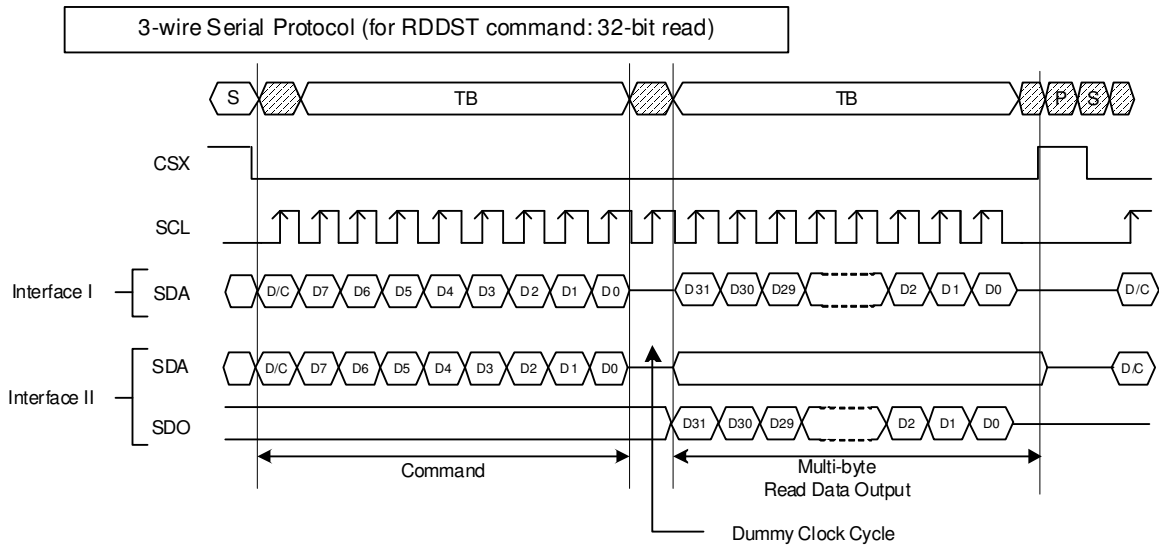 3-wire Serial Protocol (for RDDST command: 32-bit read)
S TB TB P S
CSX
SCL
Interface I SDA D/C D7 D6 D5 D4 D3 D2 D1 D0 D31 D30 D29 D2 D1 D0 D/C
SDA D/C D7 D6 D5 D4 D3 D2 D1 D0 D/C
Interface II
SDO D31 D30 D29 D2 D1 D0
Command Multi-byte
Read Data Output
Dummy Clock Cycle